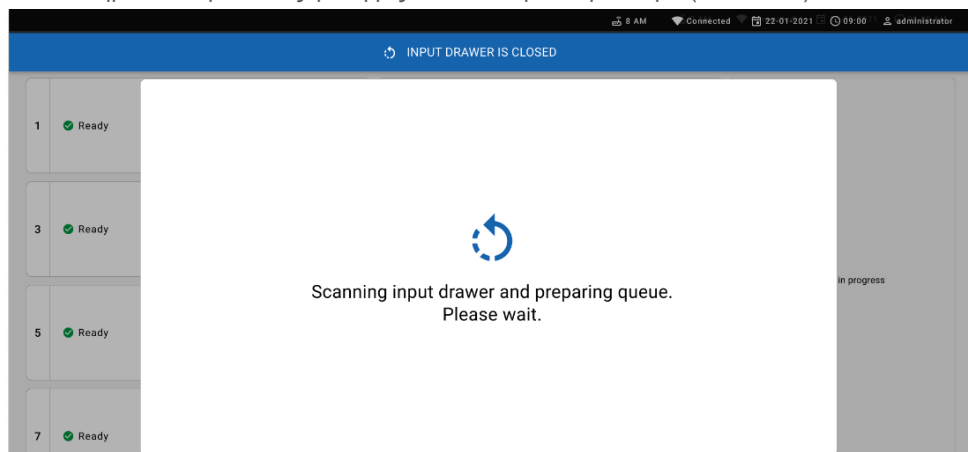 8 AM Connected 22-01-2021 09:00 administrator
INPUT DRAWER IS CLOSED
1 Ready
3 Ready
Scanning input drawer and preparing queue.
Please wait.
in progress
5 Ready
7 Ready